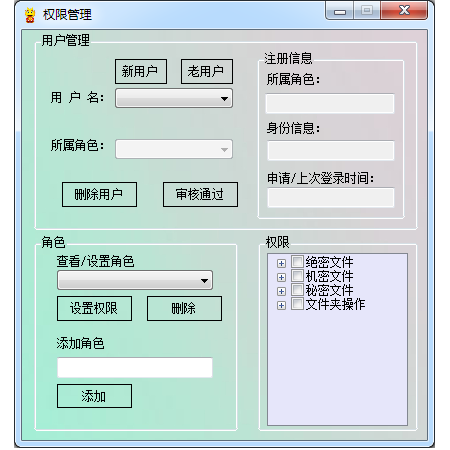 权限管理
用户管理
新用户 老用户
用 户 名：
所属角色：
删除用户 审核通过
注册信息
所属角色：
身份信息：
申请/上次登录时间：
角色
查看/设置角色
设置权限 删除
添加角色
添加
权限
绝密文件
机密文件
秘密文件
文件夹操作